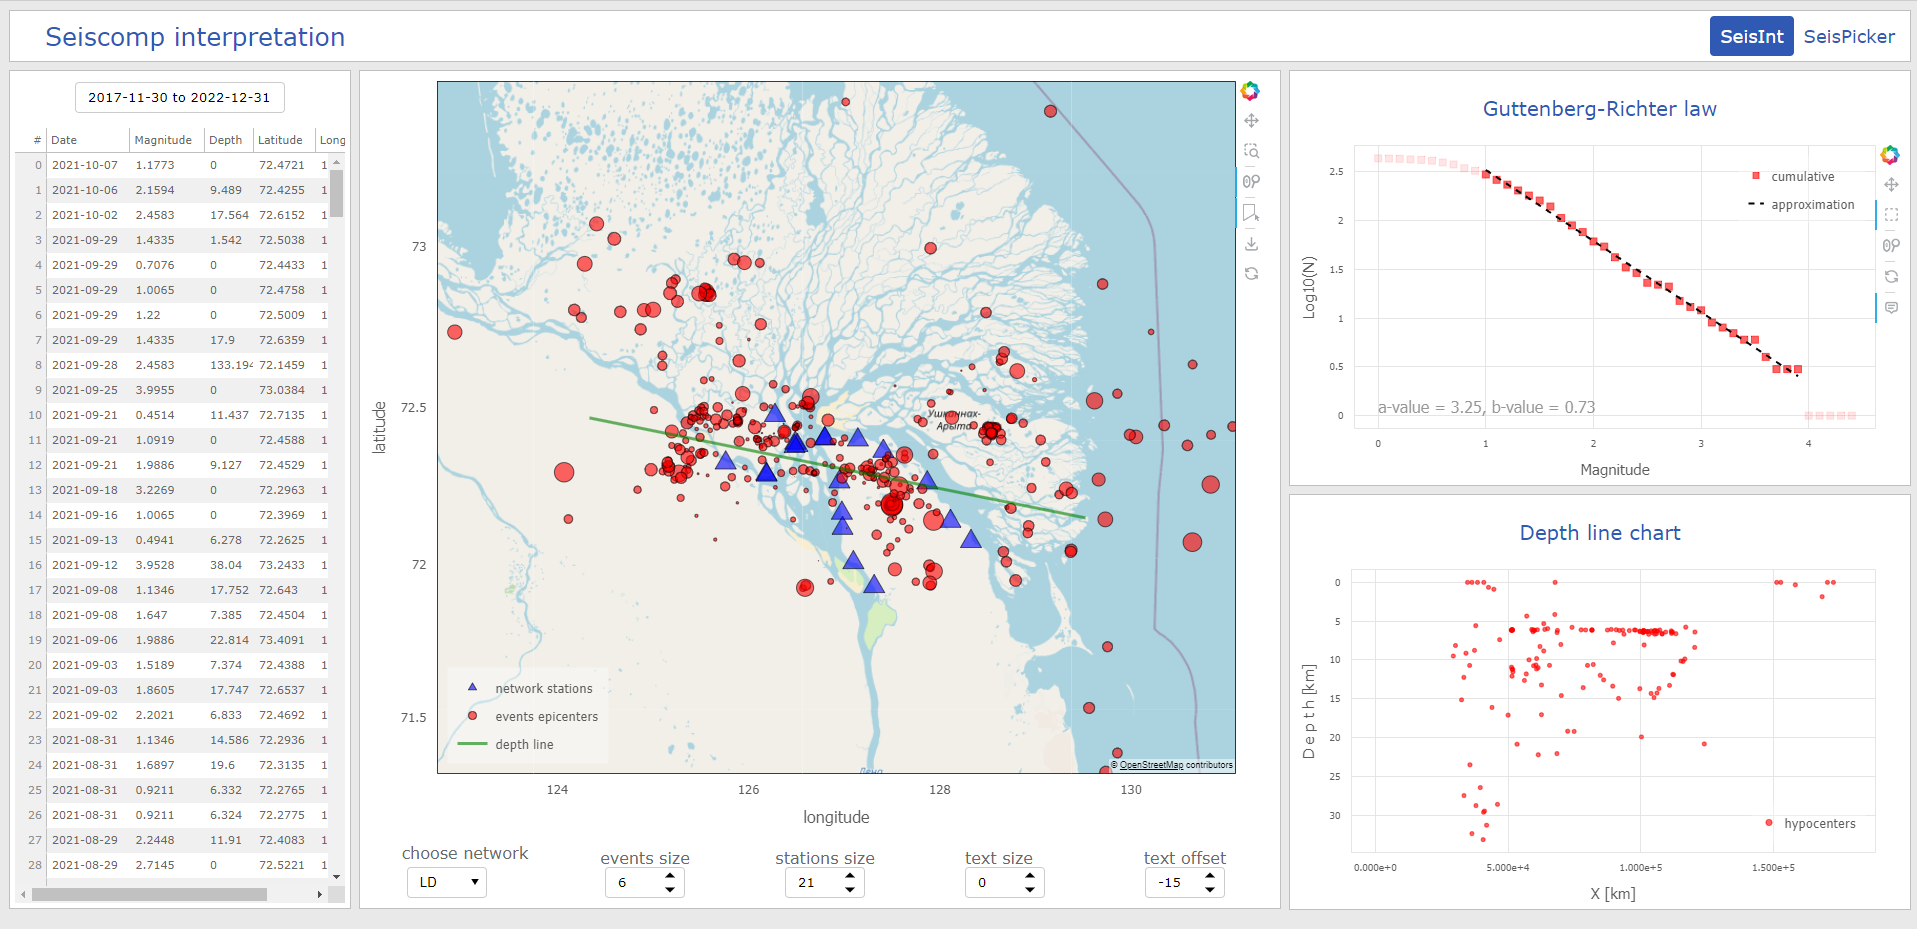 Seiscomp interpretation
SeisInt SeisPicker
2017-11-30 to 2022-12-31
# Date Magnitude Depth Latitude Long
0 2021-10-07 1.1773 0 72.4721 1
1 2021-10-06 2.1594 9.489 72.4255 1
2 2021-10-02 2.4583 17.564 72.6152 1
3 2021-09-29 1.4335 1.542 72.5038 1
4 2021-09-29 0.7076 0 72.4433 1
5 2021-09-29 1.0065 0 72.4758 1
6 2021-09-29 1.22 0 72.5009 1
7 2021-09-29 1.4335 17.9 72.6359 1
8 2021-09-28 2.4583 133.194 72.1459 1
9 2021-09-25 3.9955 0 73.0384 1
10 2021-09-21 0.4514 11.437 72.7135 1
11 2021-09-21 1.0919 0 72.4588 1
12 2021-09-21 1.9886 9.127 72.4529 1
13 2021-09-18 3.2269 0 72.2963 1
14 2021-09-16 1.0065 0 72.3969 1
15 2021-09-13 0.4941 6.278 72.2625 1
16 2021-09-12 3.9528 38.04 73.2433 1
17 2021-09-08 1.1346 17.752 72.643 1
18 2021-09-08 1.647 7.385 72.4504 1
19 2021-09-06 1.9886 22.814 73.4091 1
20 2021-09-03 1.5189 7.374 72.4388 1
21 2021-09-03 1.8605 17.747 72.6537 1
22 2021-09-02 2.2021 6.833 72.4692 1
23 2021-08-31 1.1346 14.586 72.2936 1
24 2021-08-31 1.6897 19.6 72.3135 1
25 2021-08-31 0.9211 6.332 72.2765 1
26 2021-08-31 0.9211 6.324 72.2775 1
27 2021-08-29 2.2448 11.91 72.4083 1
28 2021-08-29 2.7145 0 72.5221 1
latitude
73
72.5
72
71.5
Ушканнах-
Арыта
network stations
events epicenters
depth line
© OpenStreetMap contributors
124 126 128 130
longitude
choose network events size stations size text size text offset
LD 6 21 0 -15
Guttenberg-Richter law
Log10(N)
2.5
2
1.5
1
0.5
0
cumulative
approximation
a-value = 3.25, b-value = 0.73
0 1 2 3 4
Magnitude
Depth line chart
Depth [km]
0
5
10
15
20
25
30
hypocenters
0.000e+0 5.000e+4 1.000e+5 1.500e+5
X [km]